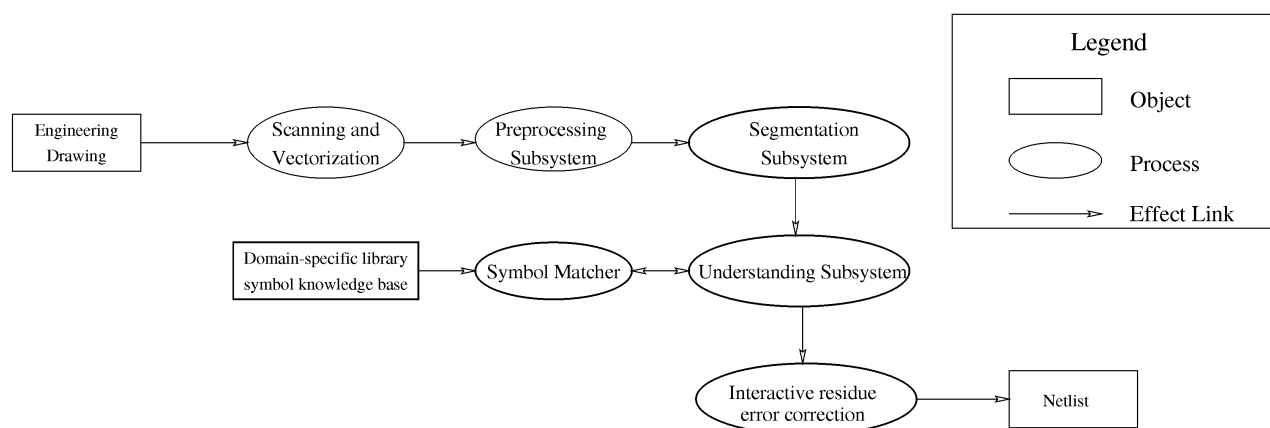 Legend
Object
Process
Effect Link
Engineering
Drawing
Scanning and
Vectorization
Preprocessing
Subsystem
Segmentation
Subsystem
Domain-specific library
symbol knowledge base
Symbol Matcher
Understanding Subsystem
Interactive residue
error correction
Netlist